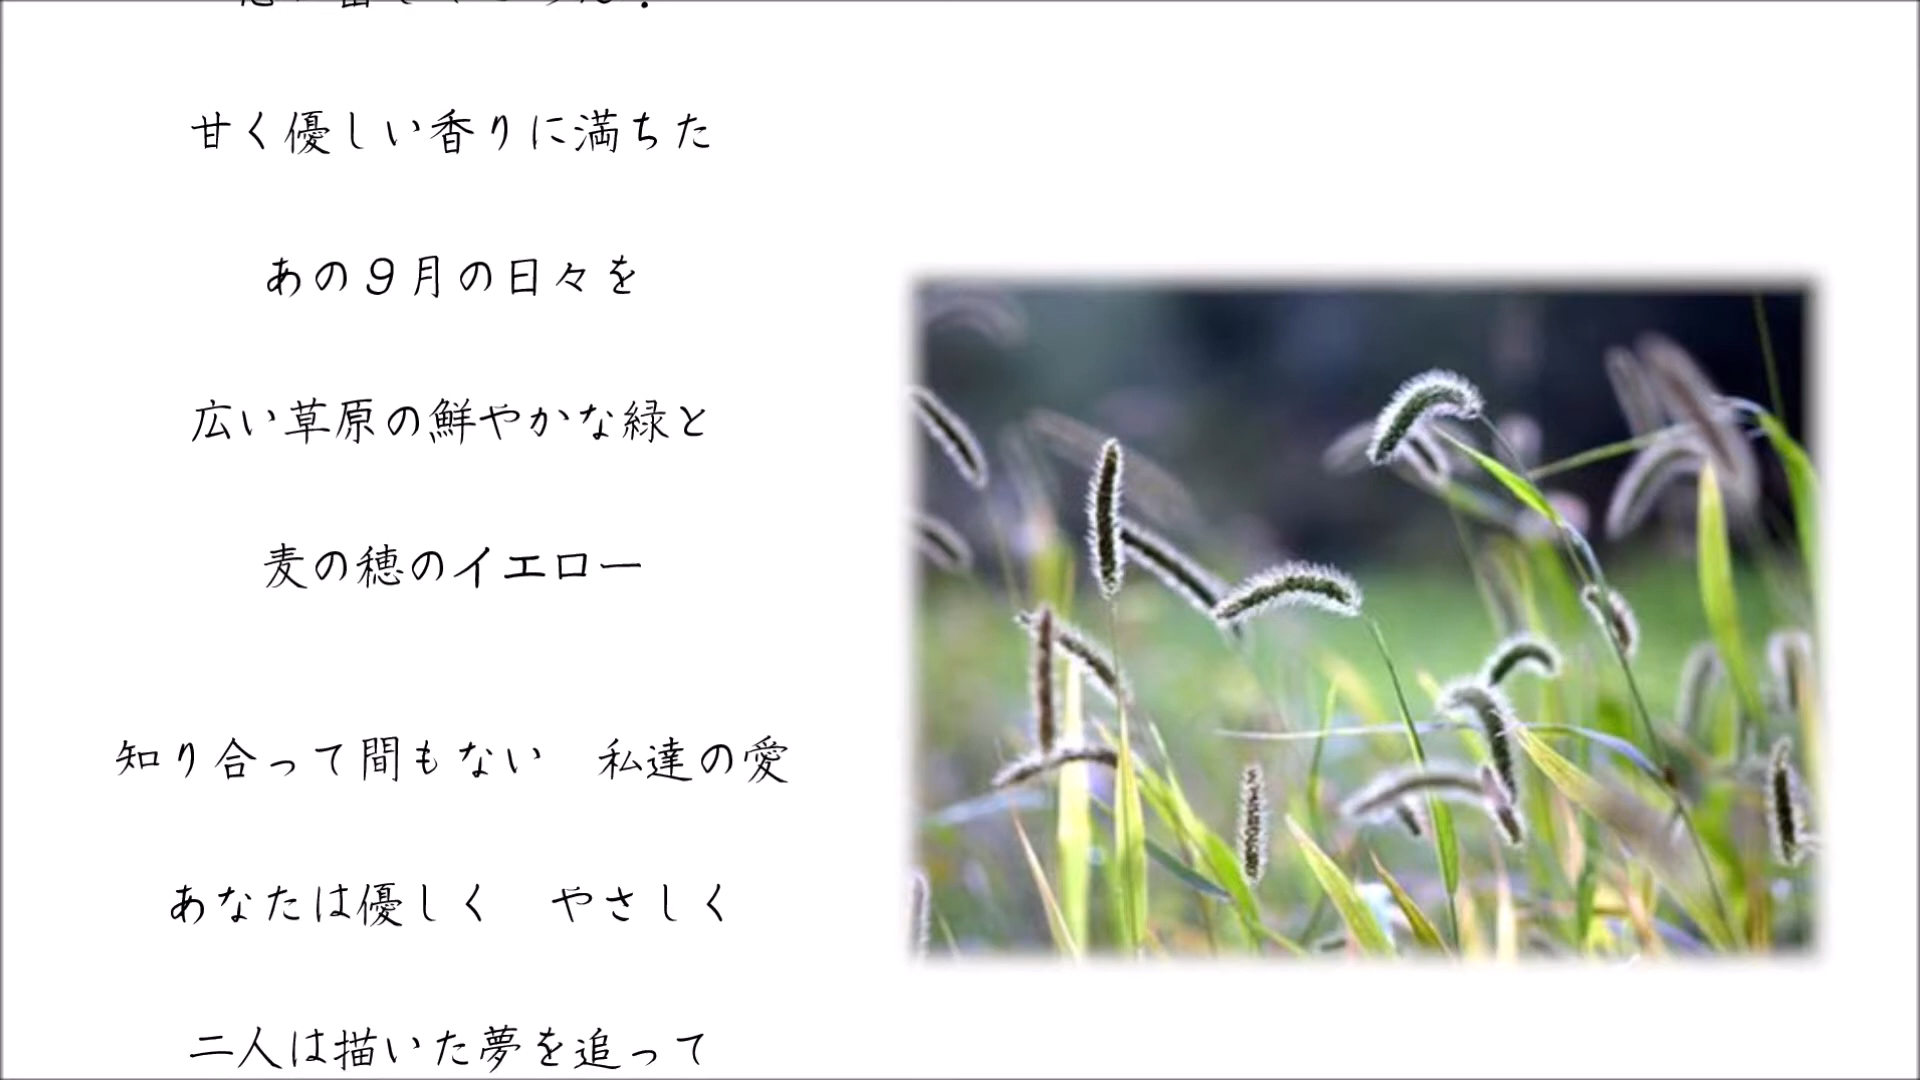 甘く優しい香りに満ちた
あの９月の日々を
広い草原の鮮やかな緑と
麦の穂のイエロー
知り合って間もない　私達の愛
あなたは優しく　やさしく
二人は描いた夢を追って